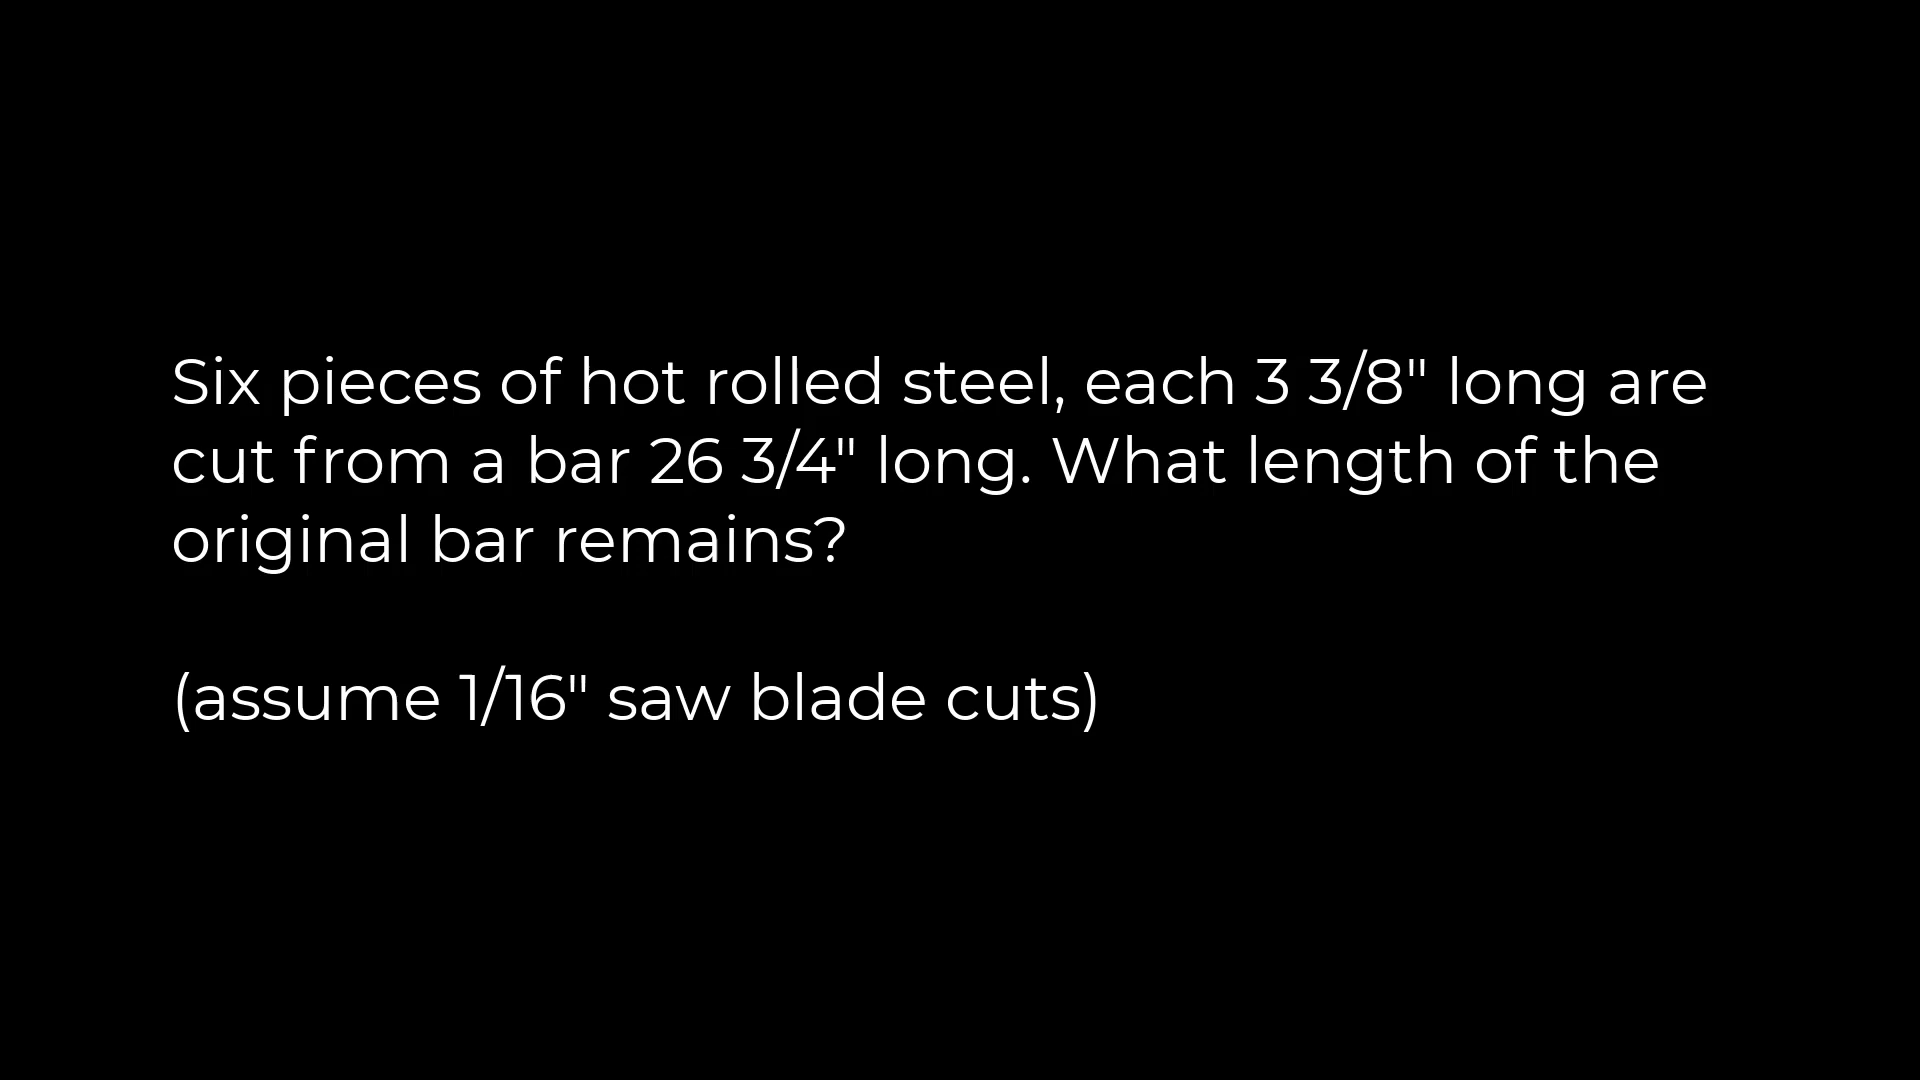 Six pieces of hot rolled steel, each 3 3/8" long are
cut from a bar 26 3/4" long. What length of the
original bar remains?
(assume 1/16" saw blade cuts)